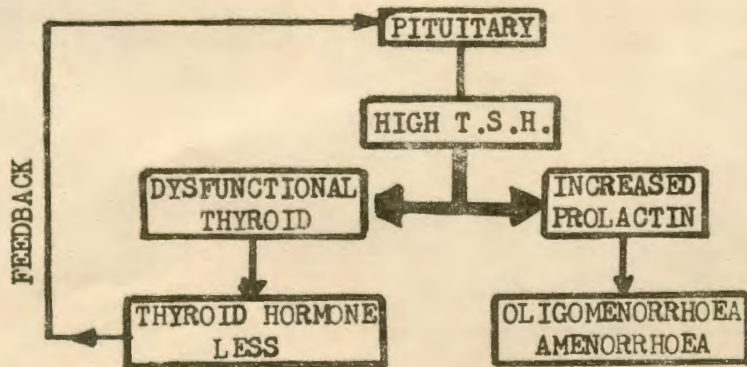 PITUITARY
HIGH T.S.H.
DYSFUNCTIONAL
THYROID
INCREASED
PROLACTIN
FEEDBACK
THYROID HORMONE
LESS
OLIGOMENORRHOEA
AMENORRHOEA